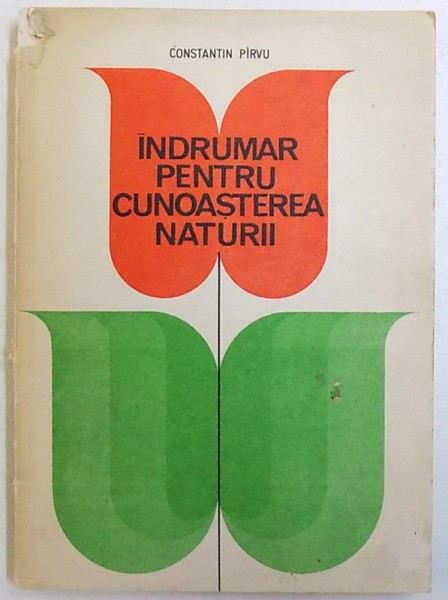 CONSTANTIN PÎRVU
ÎNDRUMAR
PENTRU
CUNOAȘTEREA
NATURII